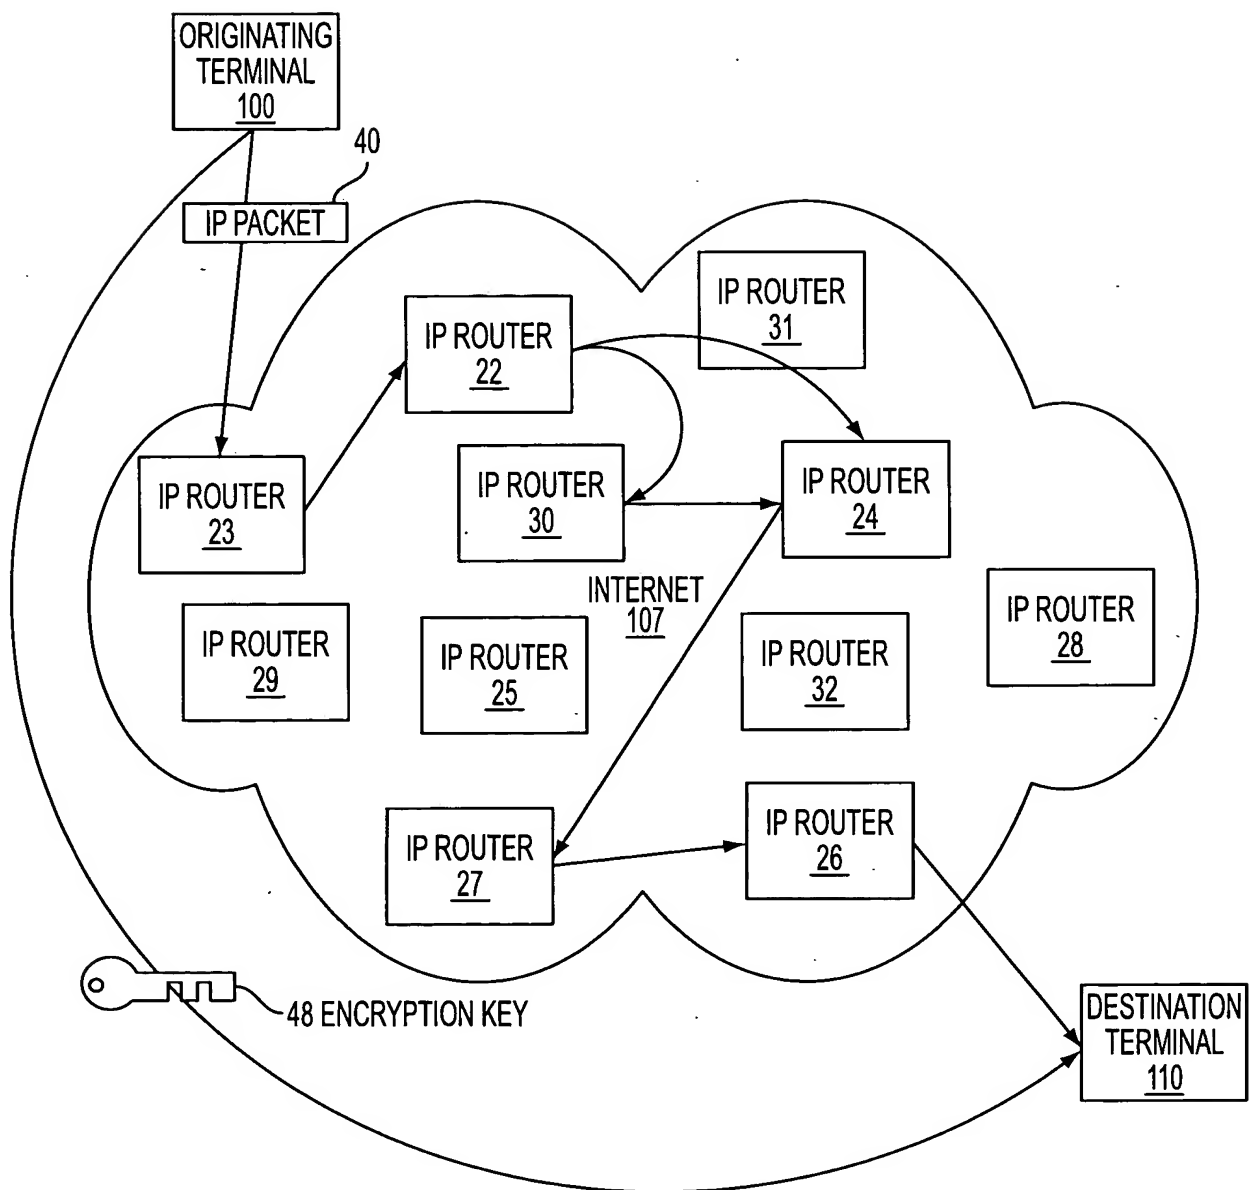 ORIGINATING
TERMINAL
100
40
IP PACKET
IP ROUTER
31
IP ROUTER
22
IP ROUTER
23
IP ROUTER
30
IP ROUTER
24
INTERNET
107
IP ROUTER
28
IP ROUTER
29
IP ROUTER
25
IP ROUTER
32
IP ROUTER
27
IP ROUTER
26
48 ENCRYPTION KEY
DESTINATION
TERMINAL
110